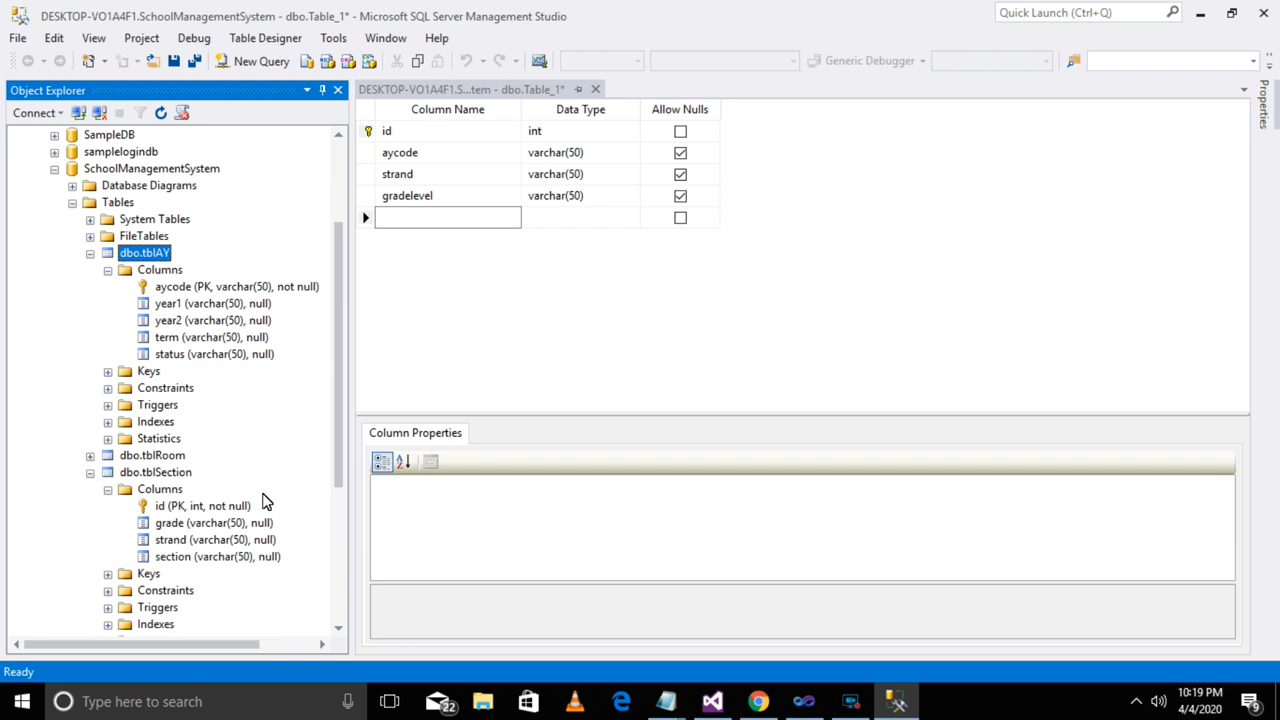 DESKTOP-VO1A4F1.SchoolManagementSystem - dbo.Table_1* - Microsoft SQL Server Management Studio
Quick Launch (Ctrl+Q)
File Edit View Project Debug Table Designer Tools Window Help
New Query
Generic Debugger
Object Explorer
DESKTOP-VO1A4F1.S...tem - dbo.Table_1*
Properties
Connect
Column Name Data Type Allow Nulls
id int
aycode varchar(50)
strand varchar(50)
gradelevel varchar(50)
SampleDB
samplelogindb
SchoolManagementSystem
Database Diagrams
Tables
System Tables
FileTables
dbo.tblAY
Columns
aycode (PK, varchar(50), not null)
year1 (varchar(50), null)
year2 (varchar(50), null)
term (varchar(50), null)
status (varchar(50), null)
Keys
Constraints
Triggers
Indexes
Statistics
dbo.tblRoom
dbo.tblSection
Columns
id (PK, int, not null)
grade (varchar(50), null)
strand (varchar(50), null)
section (varchar(50), null)
Keys
Constraints
Triggers
Indexes
Column Properties
A
Z
Ready
Type here to search
22
10:19 PM
4/4/2020
9